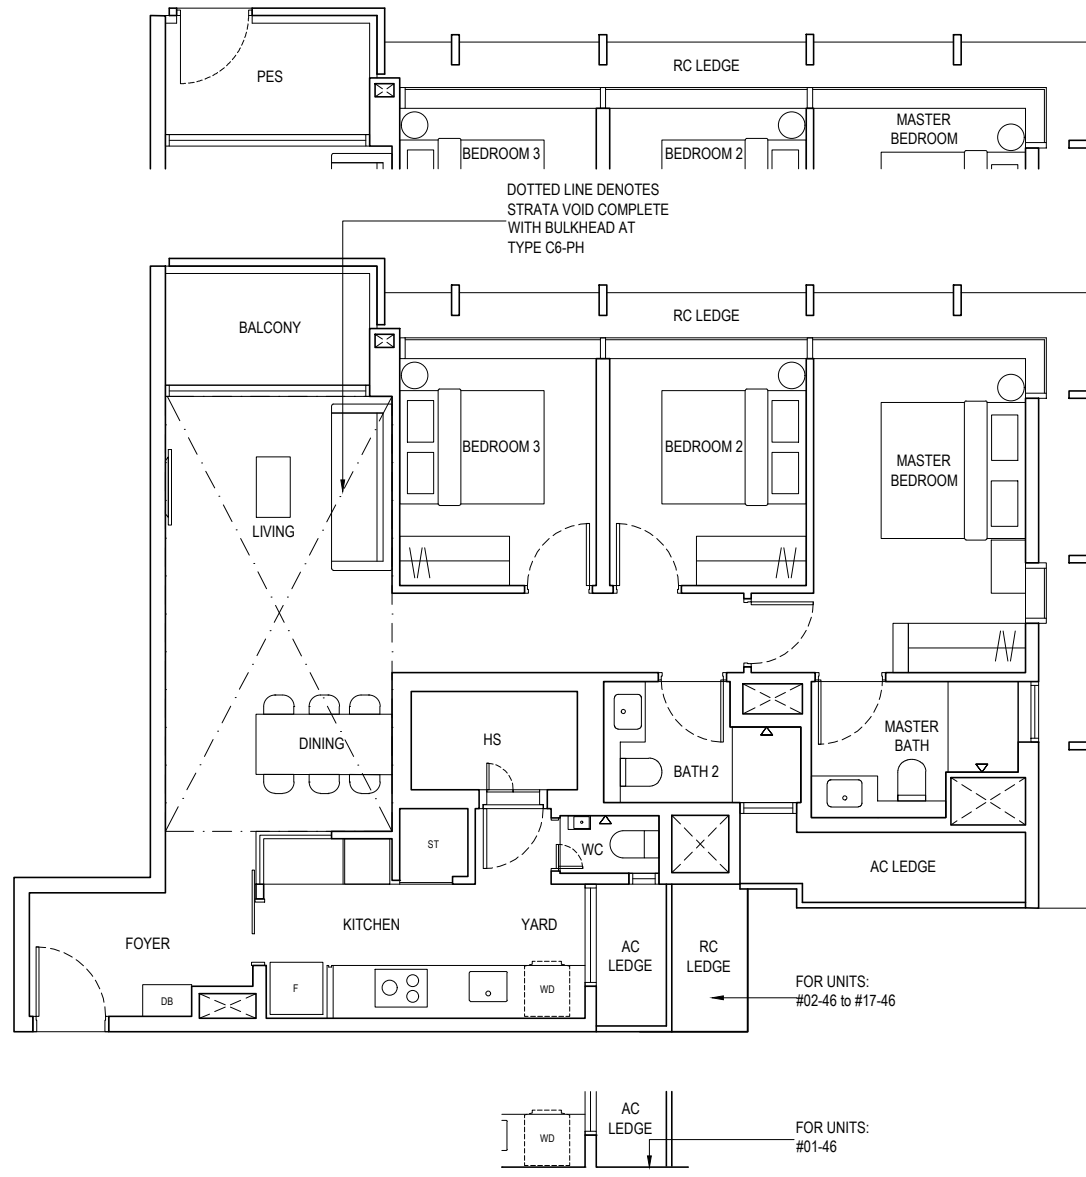 PES
RC LEDGE
MASTER
BEDROOM
BEDROOM 3
BEDROOM 2
DOTTED LINE DENOTES
STRATA VOID COMPLETE
WITH BULKHEAD AT
TYPE C6-PH
BALCONY
RC LEDGE
BEDROOM 3
BEDROOM 2
MASTER
BEDROOM
LIVING
DINING
HS
BATH 2
MASTER
BATH
ST
WC
AC LEDGE
FOYER
KITCHEN
YARD
AC
LEDGE
RC
LEDGE
DB
F
WD
FOR UNITS:
#02-46 to #17-46
AC
LEDGE
WD
FOR UNITS:
#01-46